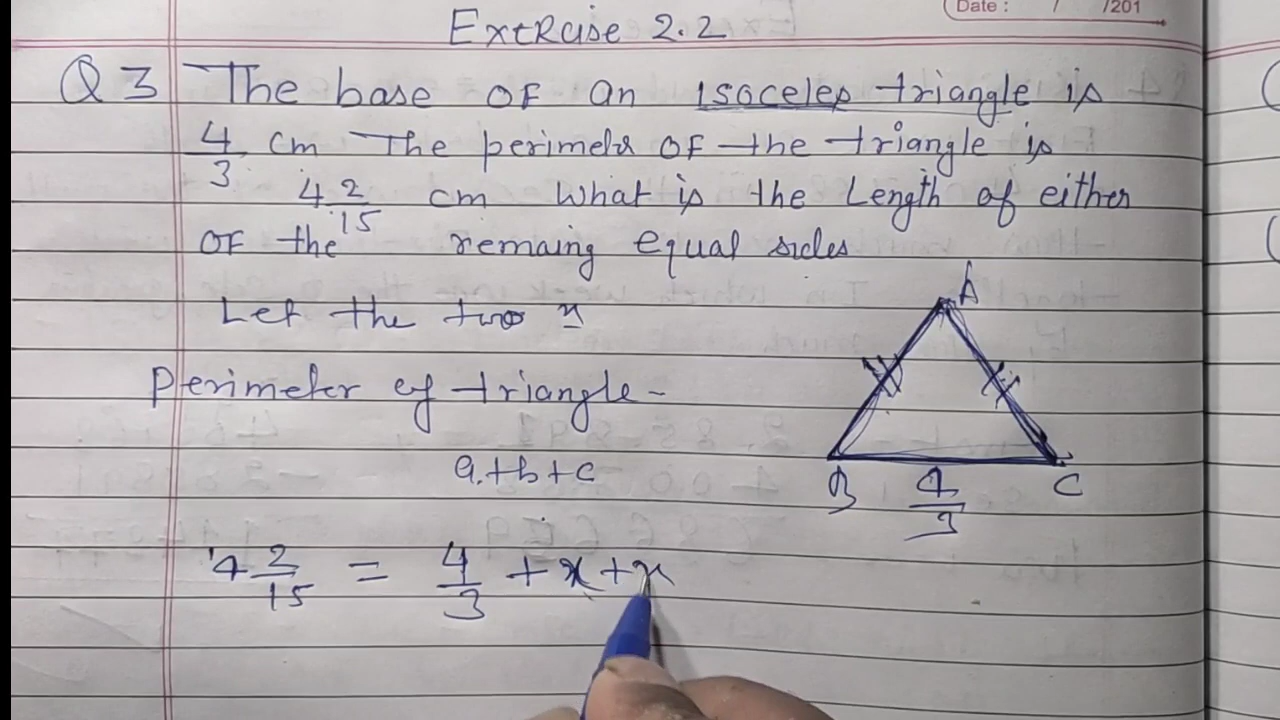 Date : / /201
Exercise 2.2
Q 3 The base of an isoceles triangle is
4/3 cm The perimeter of the triangle is
4 2/15 cm What is the Length of either
of the remaing equal sides
Let the two x
Perimeter of triangle -
a+b+c
4 2/15 = 4/3 + x + x
A
B
4/3
C